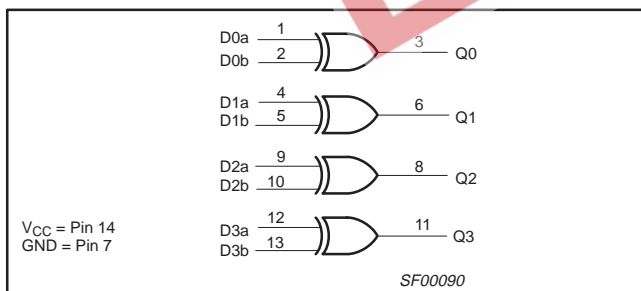 D0a 1
D0b 2
3 Q0
D1a 4
D1b 5
6 Q1
D2a 9
D2b 10
8 Q2
D3a 12
D3b 13
11 Q3
VCC = Pin 14
GND = Pin 7
SF00090